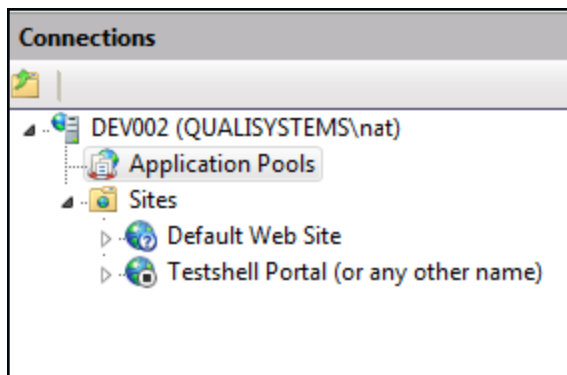 Connections
DEV002 (QUALISYSTEMS\nat)
Application Pools
Sites
Default Web Site
Testshell Portal (or any other name)